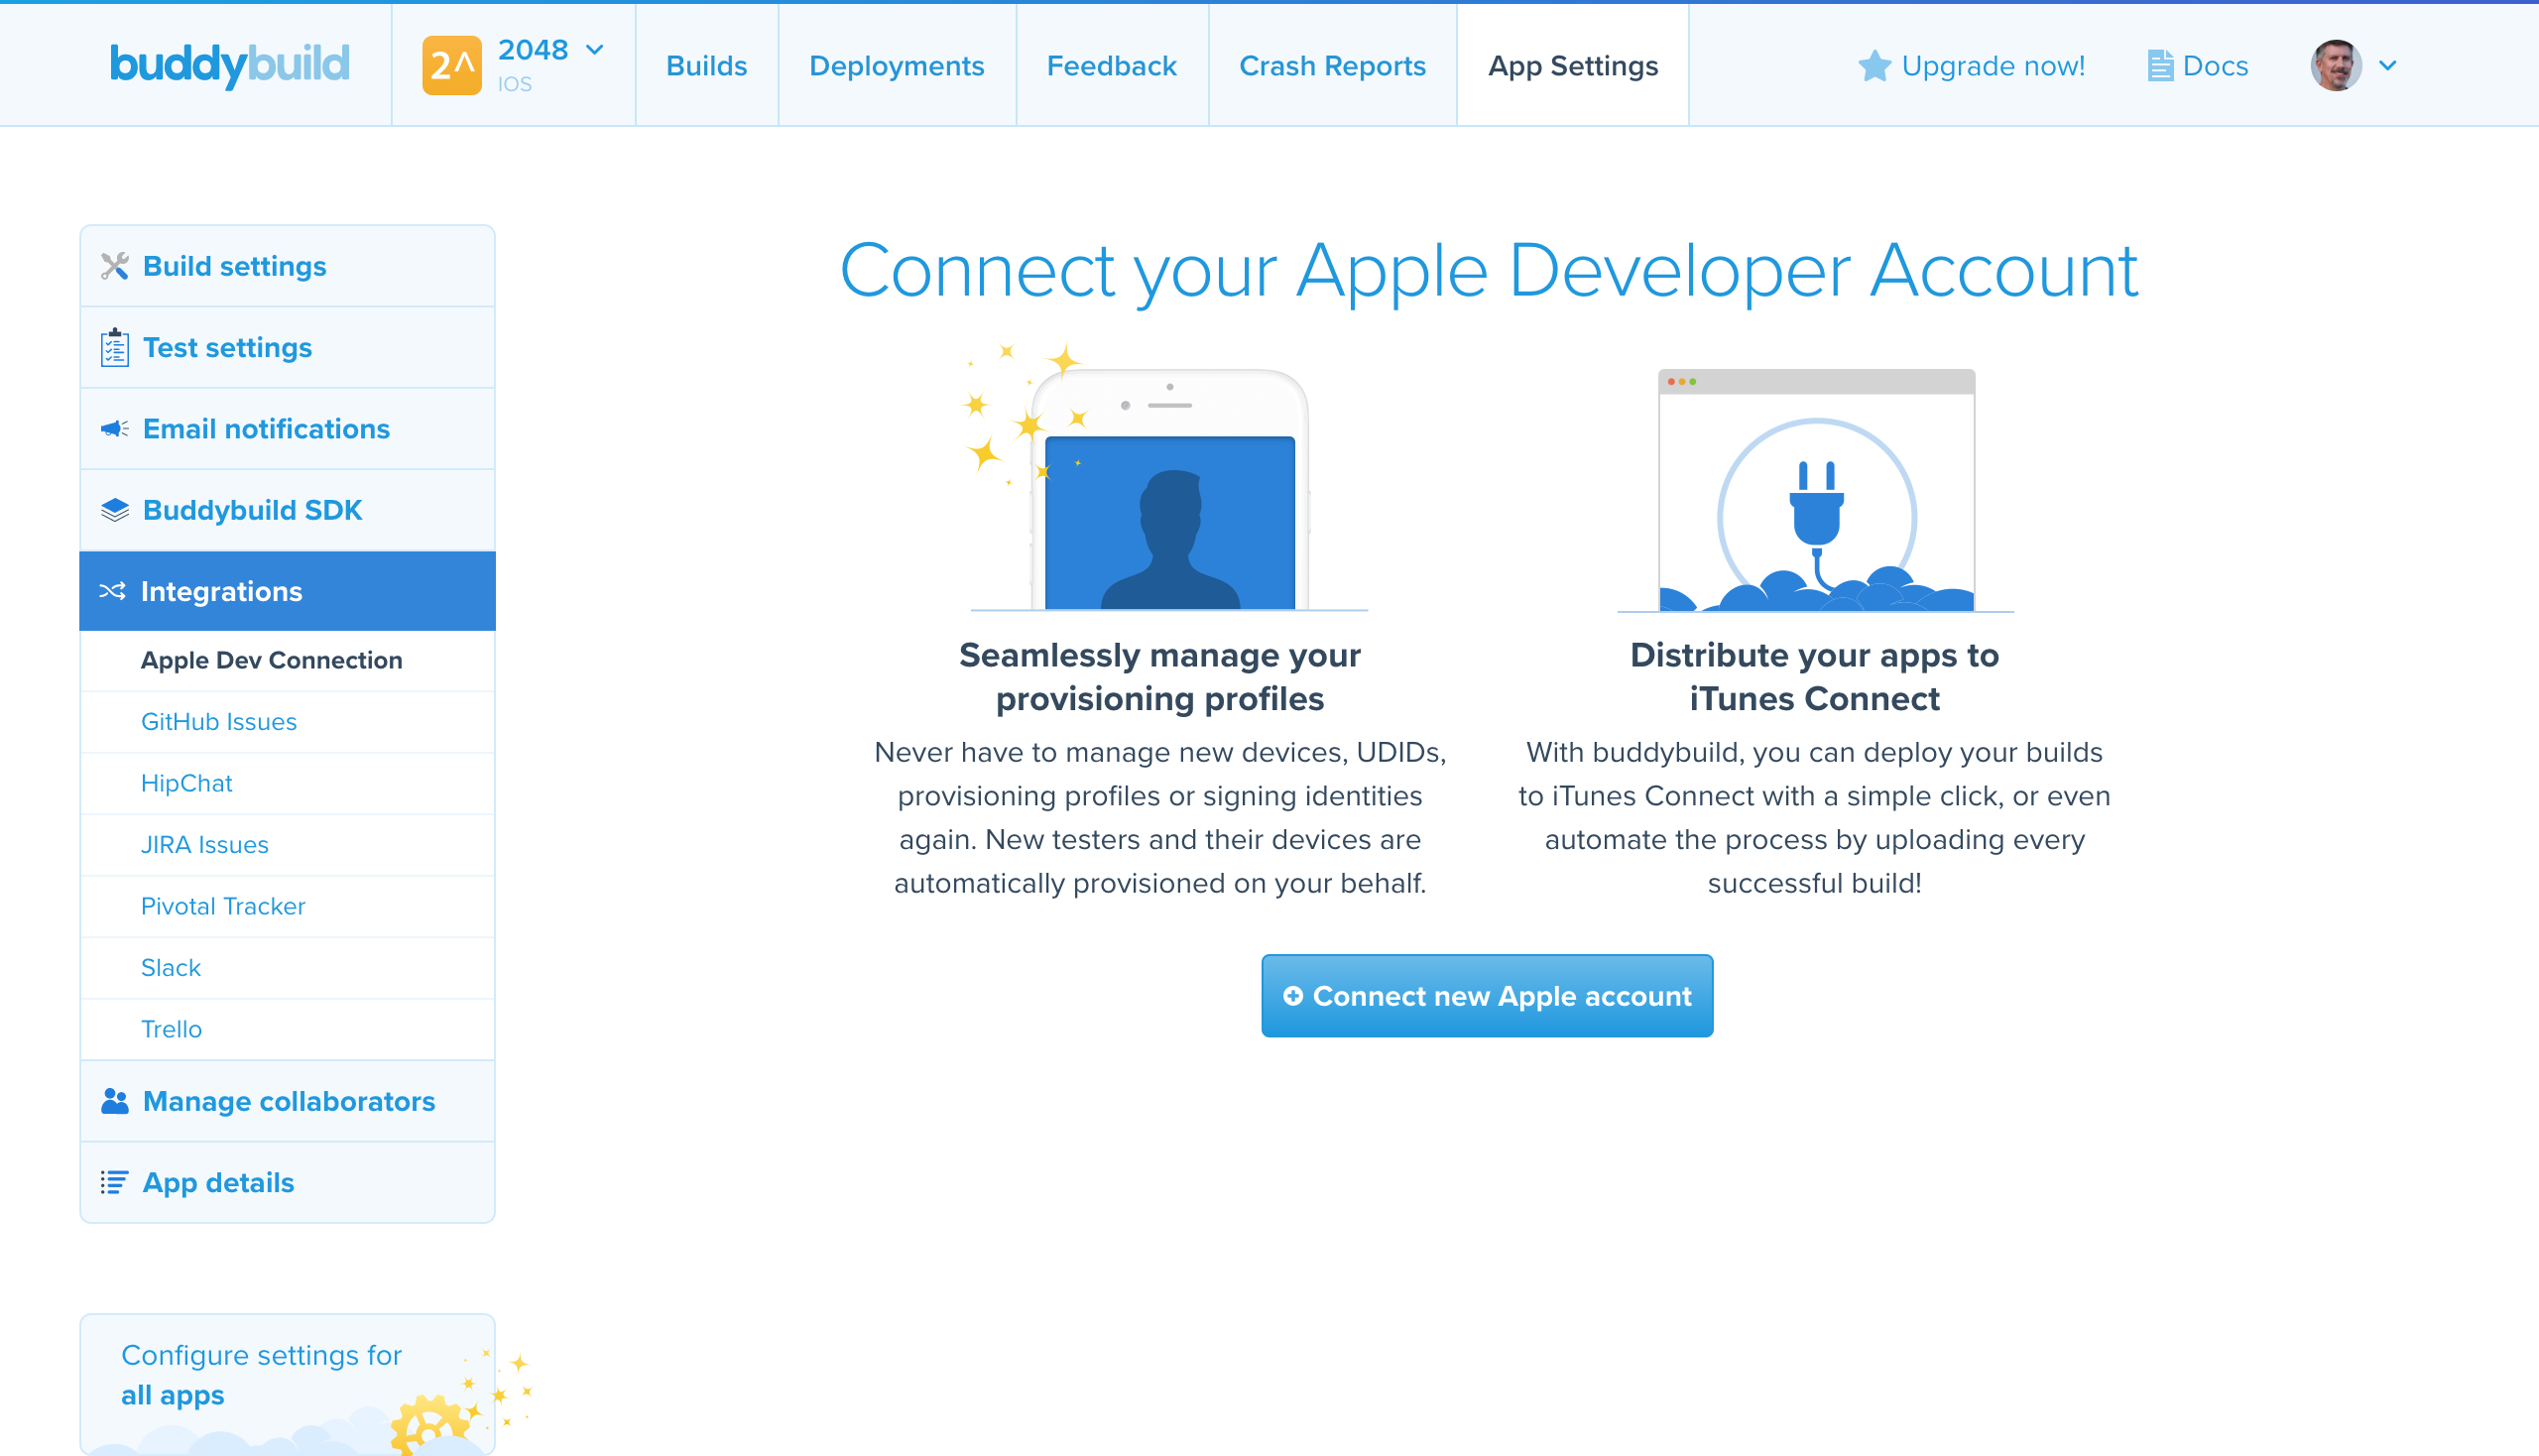 buddybuild
2^
2048
IOS
Builds
Deployments
Feedback
Crash Reports
App Settings
Upgrade now!
Docs
Build settings
Test settings
Email notifications
Buddybuild SDK
Integrations
Apple Dev Connection
GitHub Issues
HipChat
JIRA Issues
Pivotal Tracker
Slack
Trello
Manage collaborators
App details
Configure settings for
all apps
Connect your Apple Developer Account
Seamlessly manage your
provisioning profiles
Never have to manage new devices, UDIDs,
provisioning profiles or signing identities
again. New testers and their devices are
automatically provisioned on your behalf.
Distribute your apps to
iTunes Connect
With buddybuild, you can deploy your builds
to iTunes Connect with a simple click, or even
automate the process by uploading every
successful build!
Connect new Apple account